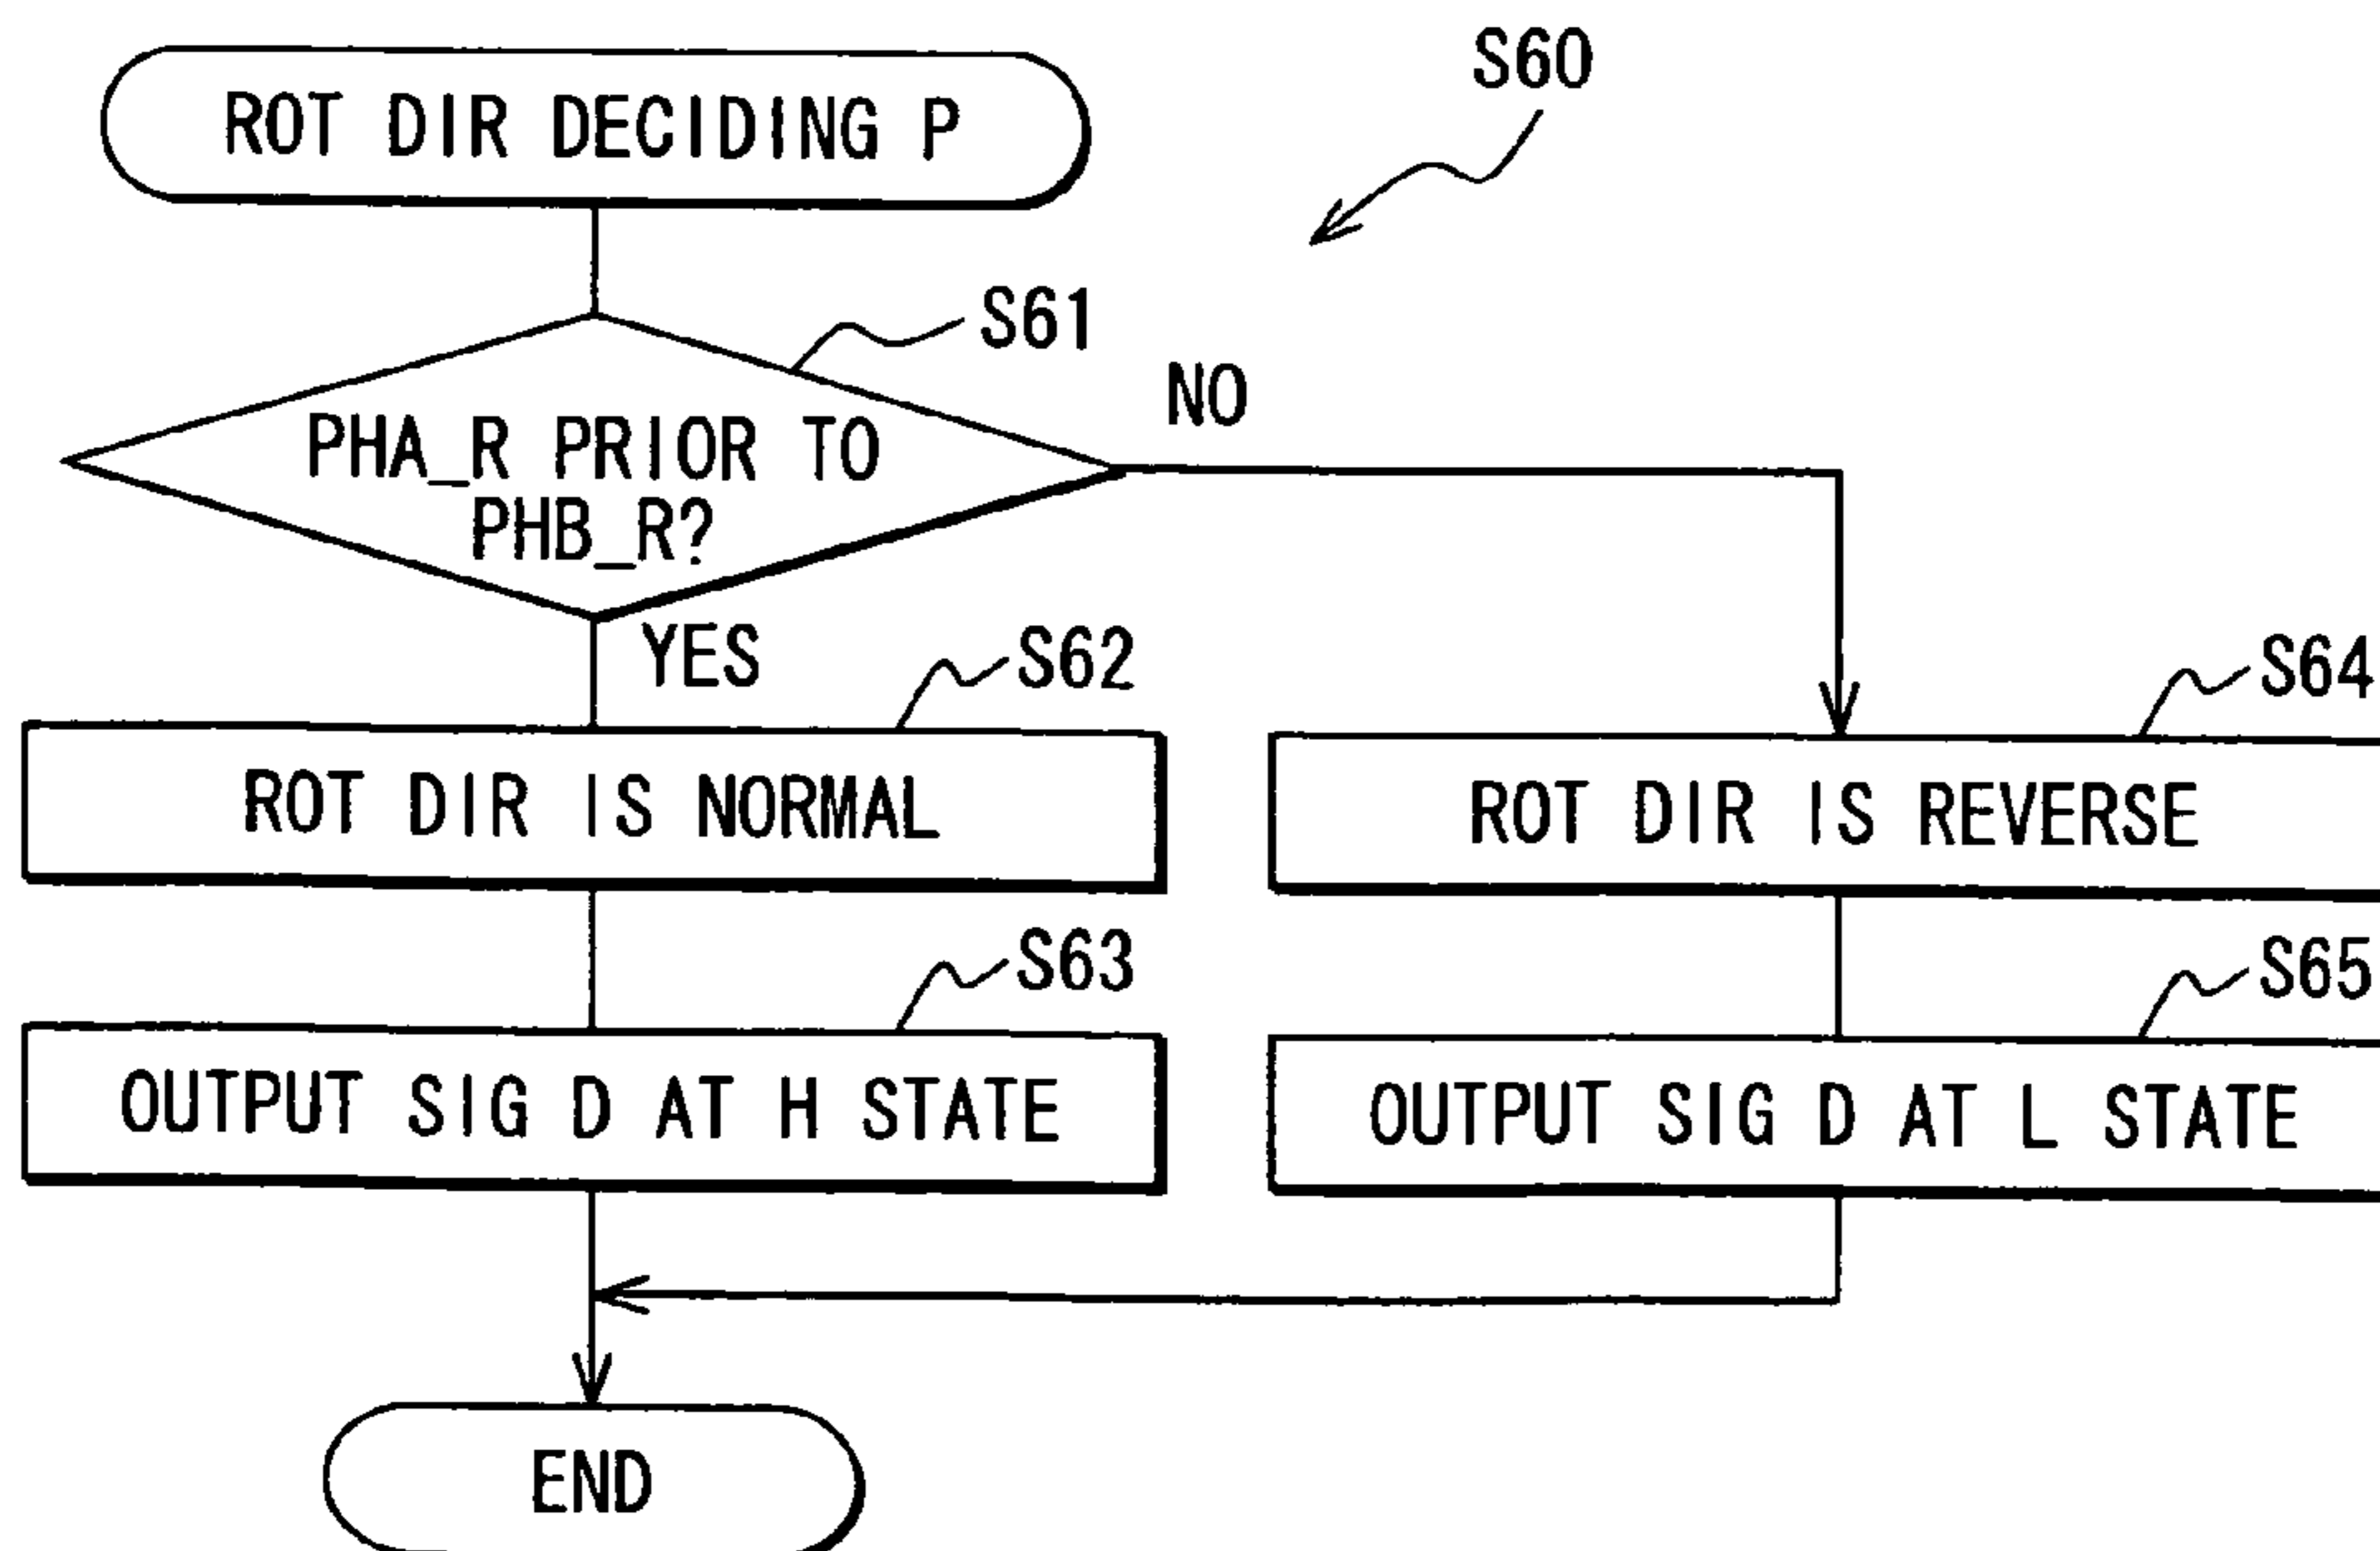 S60
ROT DIR DECIDING P
S61
PHA_R PRIOR TO
PHB_R?
NO
YES
S62
ROT DIR IS NORMAL
S64
ROT DIR IS REVERSE
S63
OUTPUT SIG D AT H STATE
S65
OUTPUT SIG D AT L STATE
END